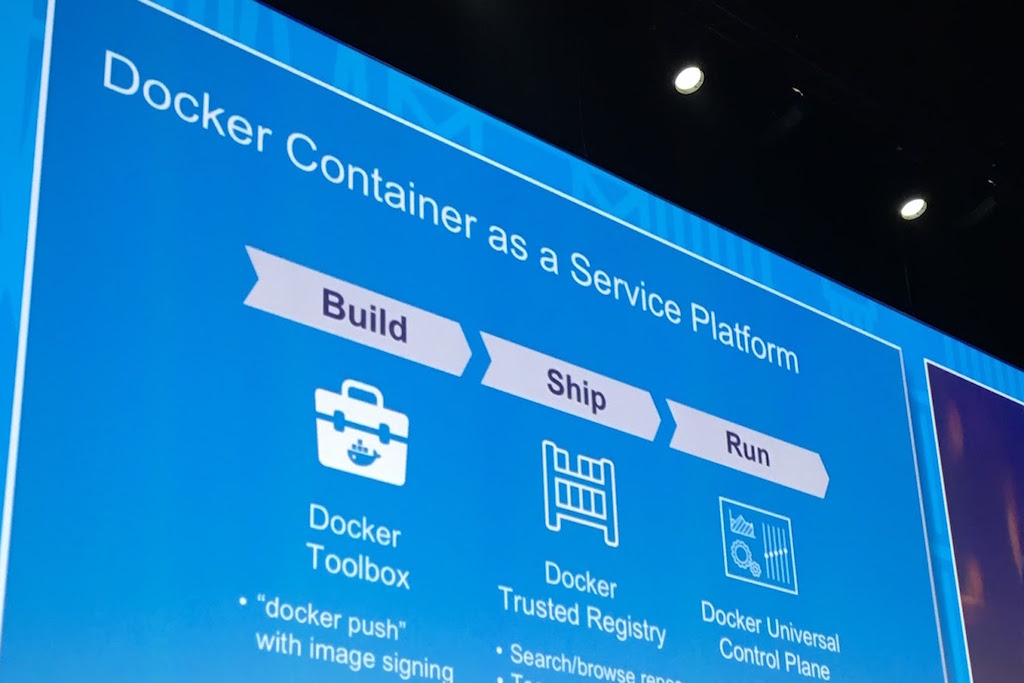 Docker Container as a Service Platform
Build
Ship
Run
Docker
Toolbox
• “docker push”
with image signing
Docker
Trusted Registry
• Search/browse
Docker Universal
Control Plane